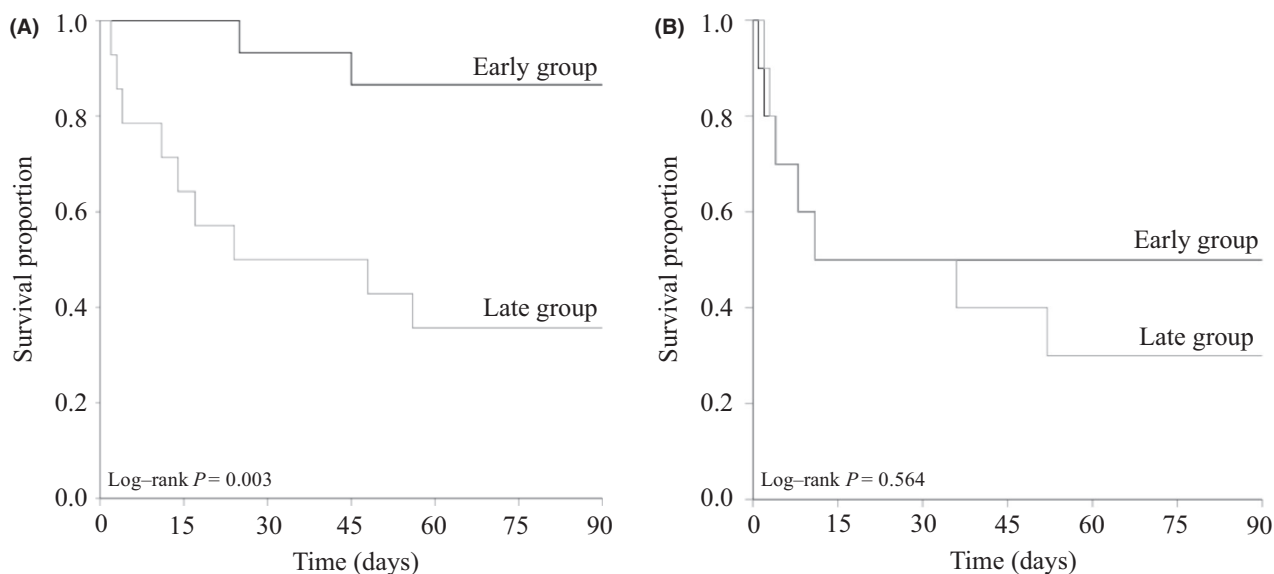 (A)
Survival proportion
1.0
0.8
0.6
0.4
0.2
0.0
Early group
Late group
Log–rank P = 0.003
0 15 30 45 60 75 90
Time (days)
(B)
Survival proportion
1.0
0.8
0.6
0.4
0.2
0.0
Early group
Late group
Log–rank P = 0.564
0 15 30 45 60 75 90
Time (days)